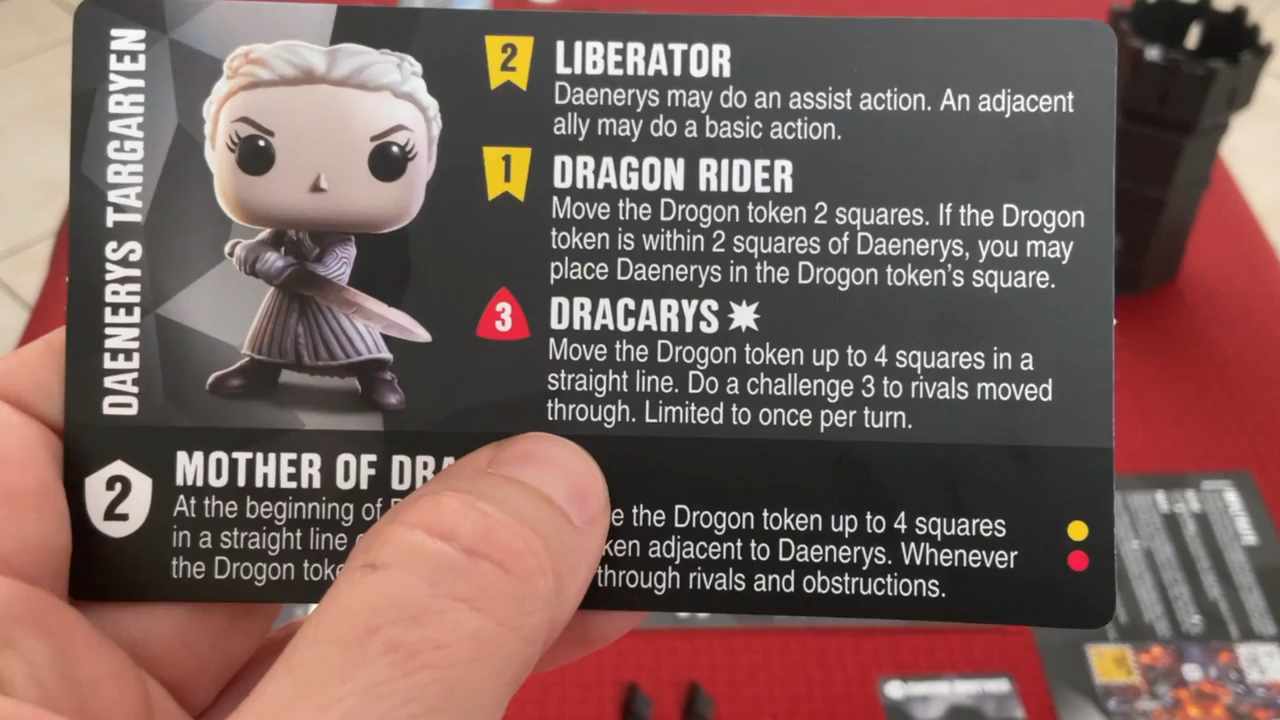 DAENERYS TARGARYEN
2 LIBERATOR
Daenerys may do an assist action. An adjacent
ally may do a basic action.
1 DRAGON RIDER
Move the Drogon token 2 squares. If the Drogon
token is within 2 squares of Daenerys, you may
place Daenerys in the Drogon token's square.
3 DRACARYS
Move the Drogon token up to 4 squares in a
straight line. Do a challenge 3 to rivals moved
through. Limited to once per turn.
2 MOTHER OF
At the beginning of the Drogon token up to 4 squares
in a straight line adjacent to Daenerys. Whenever
the Drogon through rivals and obstructions.